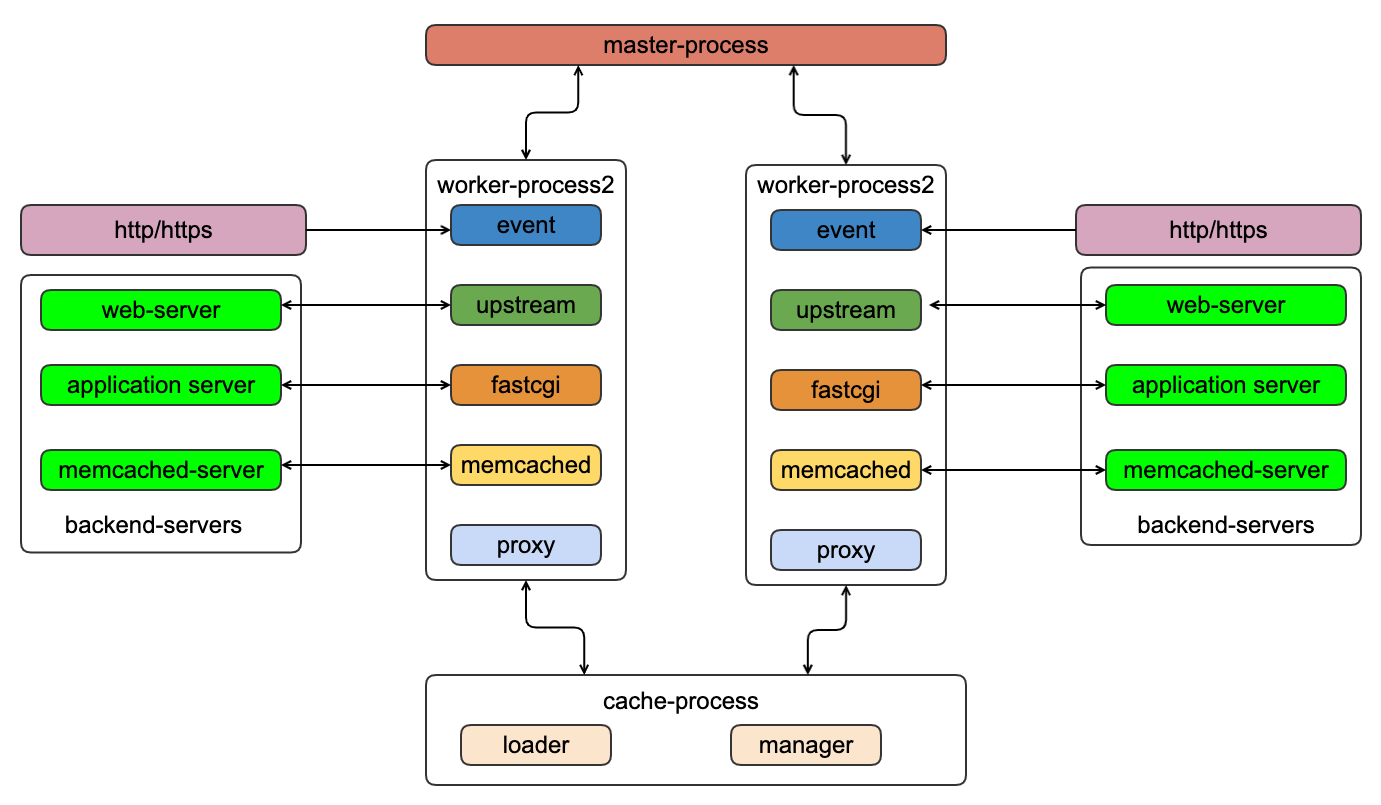 master-process
worker-process2
worker-process2
http/https
event
event
http/https
web-server
upstream
upstream
web-server
application server
fastcgi
fastcgi
application server
memcached-server
memcached
memcached
memcached-server
backend-servers
backend-servers
proxy
proxy
cache-process
loader
manager